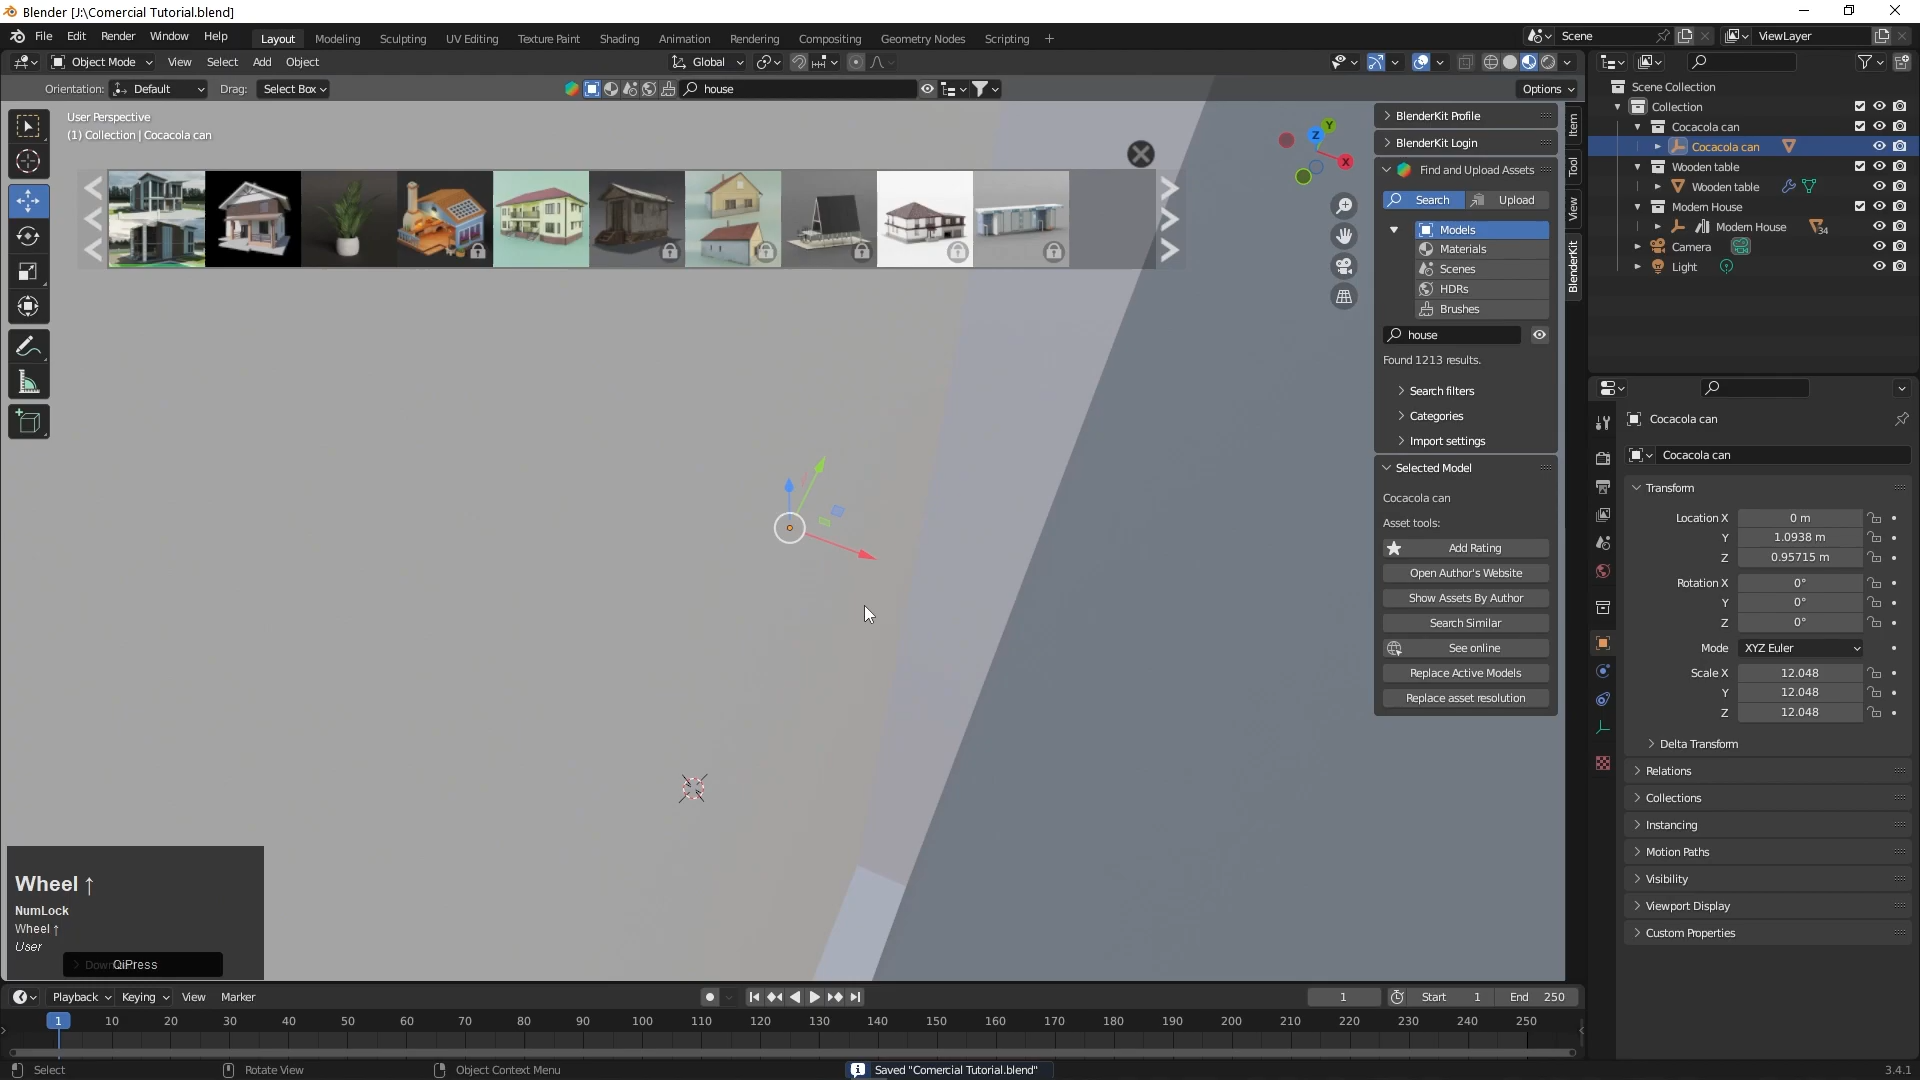 Blender [J:\Comercial Tutorial.blend]
File Edit Render Window Help
Layout Modeling Sculpting UV Editing Texture Paint Shading Animation Rendering Compositing Geometry Nodes Scripting
Scene
ViewLayer
Object Mode View Select Add Object
Global
Orientation: Default Drag: Select Box
house
Options
User Perspective
(1) Collection | Cocacola can
Z
Y
X
BlenderKit Profile
BlenderKit Login
Find and Upload Assets
Search Upload
Models
Materials
Scenes
HDRs
Brushes
house
Found 1213 results.
Search filters
Categories
Import settings
Selected Model
Cocacola can
Asset tools:
Add Rating
Open Author's Website
Show Assets By Author
Search Similar
See online
Replace Active Models
Replace asset resolution
Item
Tool
View
BlenderKit
Scene Collection
Collection
Cocacola can
Cocacola can
Wooden table
Wooden table
Modern House
Modern House 34
Camera
Light
Cocacola can
Cocacola can
Transform
Location X 0 m
Y 1.0938 m
Z 0.95715 m
Rotation X 0°
Y 0°
Z 0°
Mode XYZ Euler
Scale X 12.048
Y 12.048
Z 12.048
Delta Transform
Relations
Collections
Instancing
Motion Paths
Visibility
Viewport Display
Custom Properties
Wheel ↑
NumLock
Wheel ↑
User
QiPress
Playback Keying View Marker
1 Start 1 End 250
1 10 20 30 40 50 60 70 80 90 100 110 120 130 140 150 160 170 180 190 200 210 220 230 240 250
Select Rotate View Object Context Menu Saved "Comercial Tutorial.blend" 3.4.1